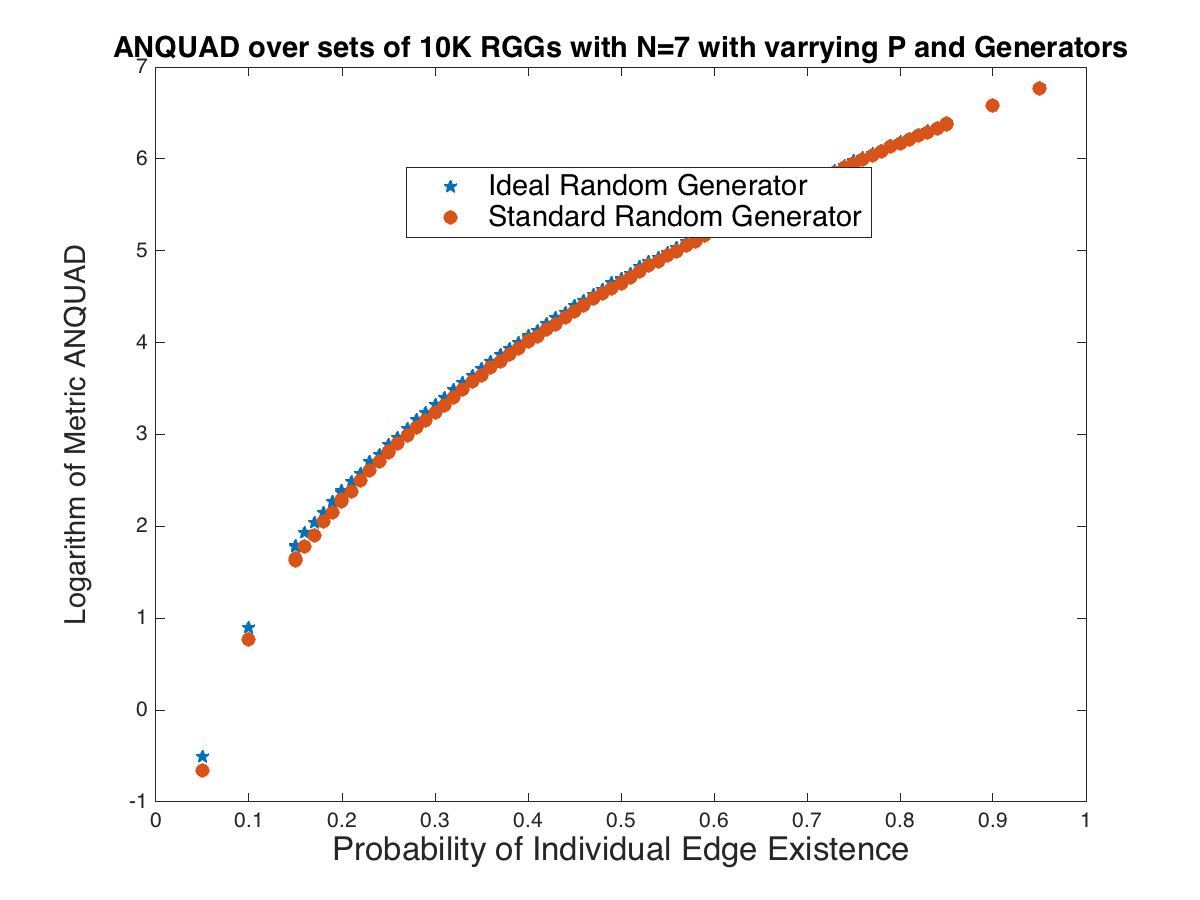 ANQUAD over sets of 10K RGGs with N=7 with varrying P and Generators
7
6
5
4
3
2
1
0
-1
Logarithm of Metric ANQUAD
Ideal Random Generator
Standard Random Generator
0 0.1 0.2 0.3 0.4 0.5 0.6 0.7 0.8 0.9 1
Probability of Individual Edge Existence